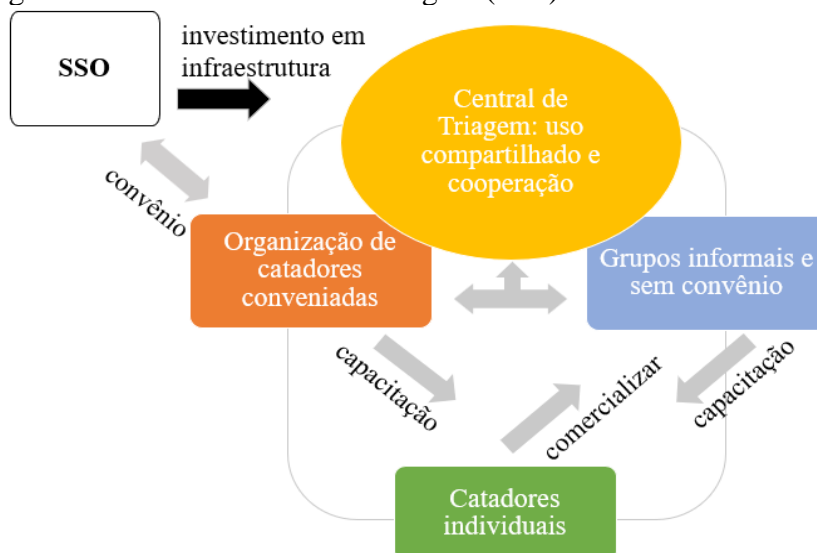 SSO
investimento em
infraestrutura
Central de
Triagem: uso
compartilhado e
cooperação
convênio
Organização de
catadores
conveniadas
Grupos informais e
sem convênio
capacitação
comercializar
capacitação
Catadores
individuais